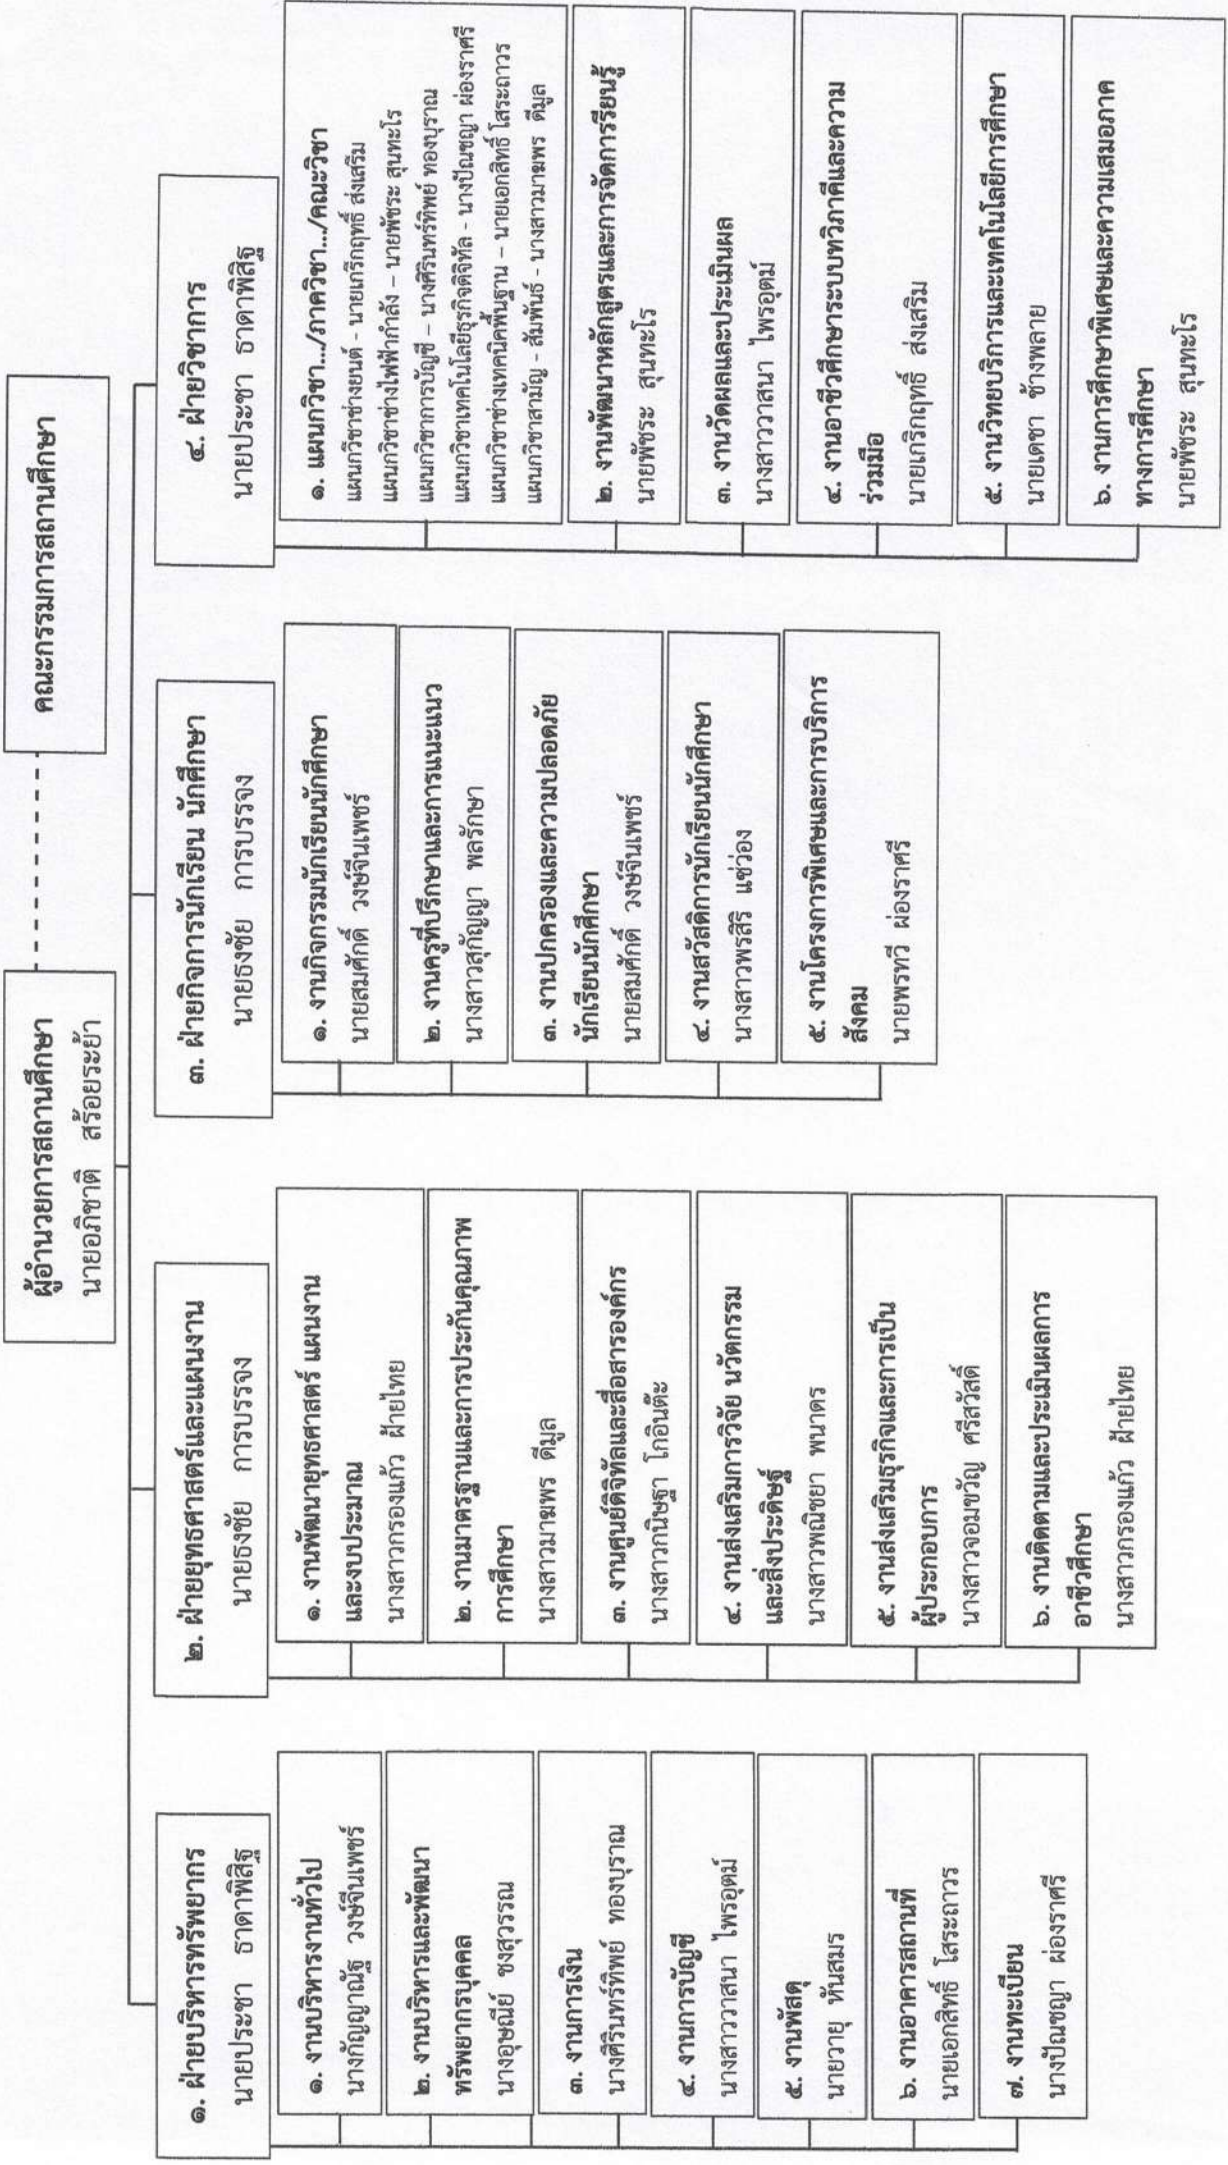 ผู้อำนวยการสถานศึกษา
นายอภิชาติ สร้อยระย้า
คณะกรรมการสถานศึกษา
๑. ฝ่ายบริหารทรัพยากร
นายประชา ธาดาพิสิฐ
๑. งานบริหารงานทั่วไป
นางกัญญาณัฐ วงษ์จีนเพชร์
๒. งานบริหารและพัฒนา
ทรัพยากรบุคคล
นางอุษณีย์ ชงสุวรรณ
๓. งานการเงิน
นางศิรินทร์ทิพย์ ทองบุราณ
๔. งานการบัญชี
นางสาววาสนา ไพรอุตม์
๕. งานพัสดุ
นายวายุ หันสมร
๖. งานอาคารสถานที่
นายเอกสิทธิ์ โสระถาวร
๗. งานทะเบียน
นางปัณชญา ผ่องราศรี
๒. ฝ่ายยุทธศาสตร์และแผนงาน
นายธงชัย การบรรจง
๑. งานพัฒนายุทธศาสตร์ แผนงาน
และงบประมาณ
นางสาวกรองแก้ว ฝ้ายไทย
๒. งานมาตรฐานและการประกันคุณภาพ
การศึกษา
นางสาวมาฆพร ดีมูล
๓. งานศูนย์ดิจิทัลและสื่อสารองค์กร
นางสาวกนิษฐา โกอินต๊ะ
๔. งานส่งเสริมการวิจัย นวัตกรรม
และสิ่งประดิษฐ์
นางสาวพณิชยา พนาดร
๕. งานส่งเสริมธุรกิจและการเป็น
ผู้ประกอบการ
นางสาวจอมขวัญ ศรีสวัสดิ์
๖. งานติดตามและประเมินผลการ
อาชีวศึกษา
นางสาวกรองแก้ว ฝ้ายไทย
๓. ฝ่ายกิจการนักเรียน นักศึกษา
นายธงชัย การบรรจง
๑. งานกิจกรรมนักเรียนนักศึกษา
นายสมศักดิ์ วงษ์จีนเพชร์
๒. งานครูที่ปรึกษาและการแนะแนว
นางสาวสุกัญญา พลรักษา
๓. งานปกครองและความปลอดภัย
นักเรียนนักศึกษา
นายสมศักดิ์ วงษ์จีนเพชร์
๔. งานสวัสดิการนักเรียนนักศึกษา
นางสาวพรสิริ แซ่ว่อง
๕. งานโครงการพิเศษและการบริการ
สังคม
นายพรทวี ผ่องราศรี
๔. ฝ่ายวิชาการ
นายประชา ธาดาพิสิฐ
๑. แผนกวิชา.../ภาควิชา.../คณะวิชา
แผนกวิชาช่างยนต์ - นายเกริกฤทธิ์ ส่งเสริม
แผนกวิชาช่างไฟฟ้ากำลัง – นายพัชระ สุนทะโร
แผนกวิชาการบัญชี – นางศิรินทร์ทิพย์ ทองบุราณ
แผนกวิชาเทคโนโลยีธุรกิจดิจิทัล - นางปัณชญา ผ่องราศรี
แผนกวิชาช่างเทคนิคพื้นฐาน – นายเอกสิทธิ์ โสระถาวร
แผนกวิชาสามัญ - สัมพันธ์ - นางสาวมาฆพร ดีมูล
๒. งานพัฒนาหลักสูตรและการจัดการเรียนรู้
นายพัชระ สุนทะโร
๓. งานวัดผลและประเมินผล
นางสาววาสนา ไพรอุตม์
๔. งานอาชีวศึกษาระบบทวิภาคีและความ
ร่วมมือ
นายเกริกฤทธิ์ ส่งเสริม
๕. งานวิทยบริการและเทคโนโลยีการศึกษา
นายเดชา ช้างพลาย
๖. งานการศึกษาพิเศษและความเสมอภาค
ทางการศึกษา
นายพัชระ สุนทะโร